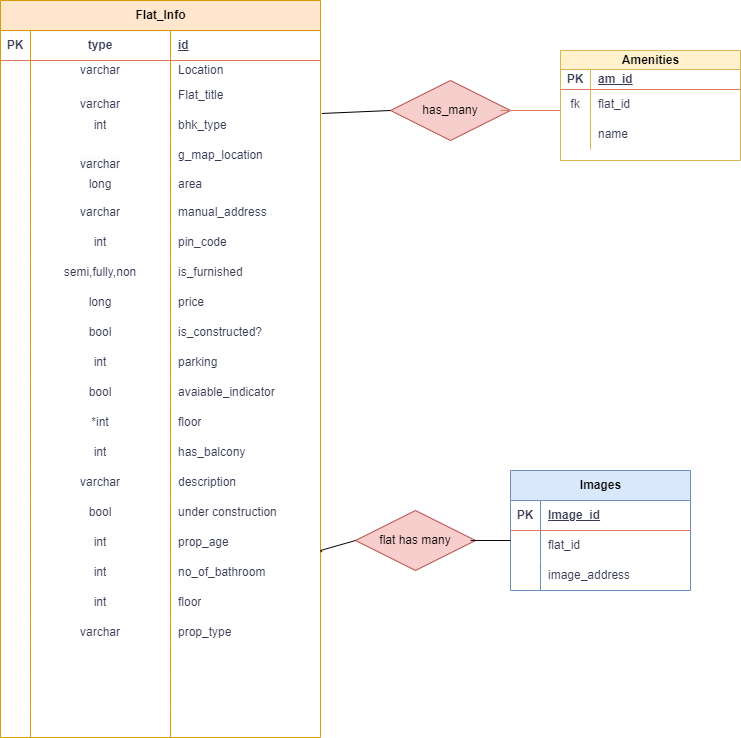 Flat_Info
PK type id
varchar Location
varchar Flat_title
int bhk_type
varchar g_map_location
long area
varchar manual_address
int pin_code
semi,fully,non is_furnished
long price
bool is_constructed?
int parking
bool avaiable_indicator
*int floor
int has_balcony
varchar description
bool under construction
int prop_age
int no_of_bathroom
int floor
varchar prop_type
has_many
Amenities
PK am_id
fk flat_id
name
flat has many
Images
PK Image_id
flat_id
image_address